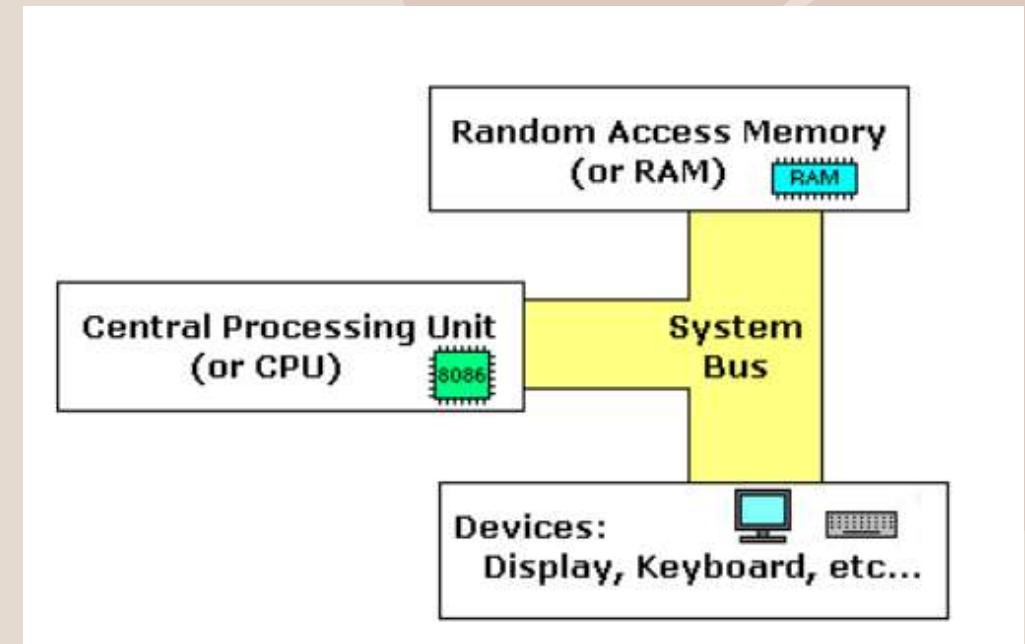 Random Access Memory
(or RAM)
RAM
Central Processing Unit
(or CPU)
8086
System
Bus
Devices:
Display, Keyboard, etc...